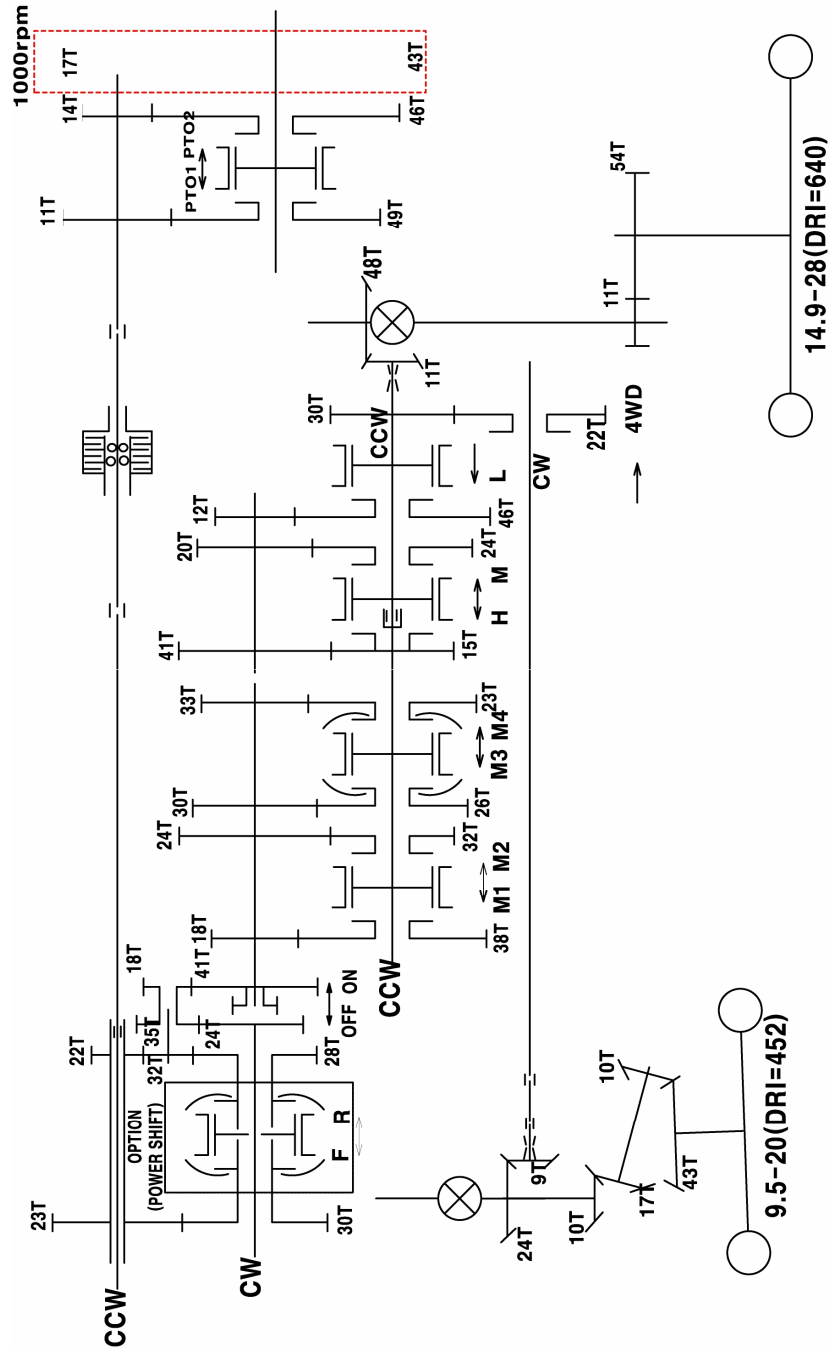 1000rpm
17T
43T
14T
46T
PTO1 PTO2
11T
49T
54T
48T
11T
11T
14.9-28(DRI=640)
30T
CCW
22T
4WD
L
CW
12T
46T
20T
24T
H M
41T
15T
33T
23T
M3 M4
30T
26T
24T
32T
M1 M2
18T
38T
CCW
18T
41T
OFF ON
35T
24T
22T
32T
28T
OPTION
(POWER SHIFT)
F R
23T
30T
CW
CCW
9T
24T
10T
17T
10T
43T
9.5-20(DRI=452)